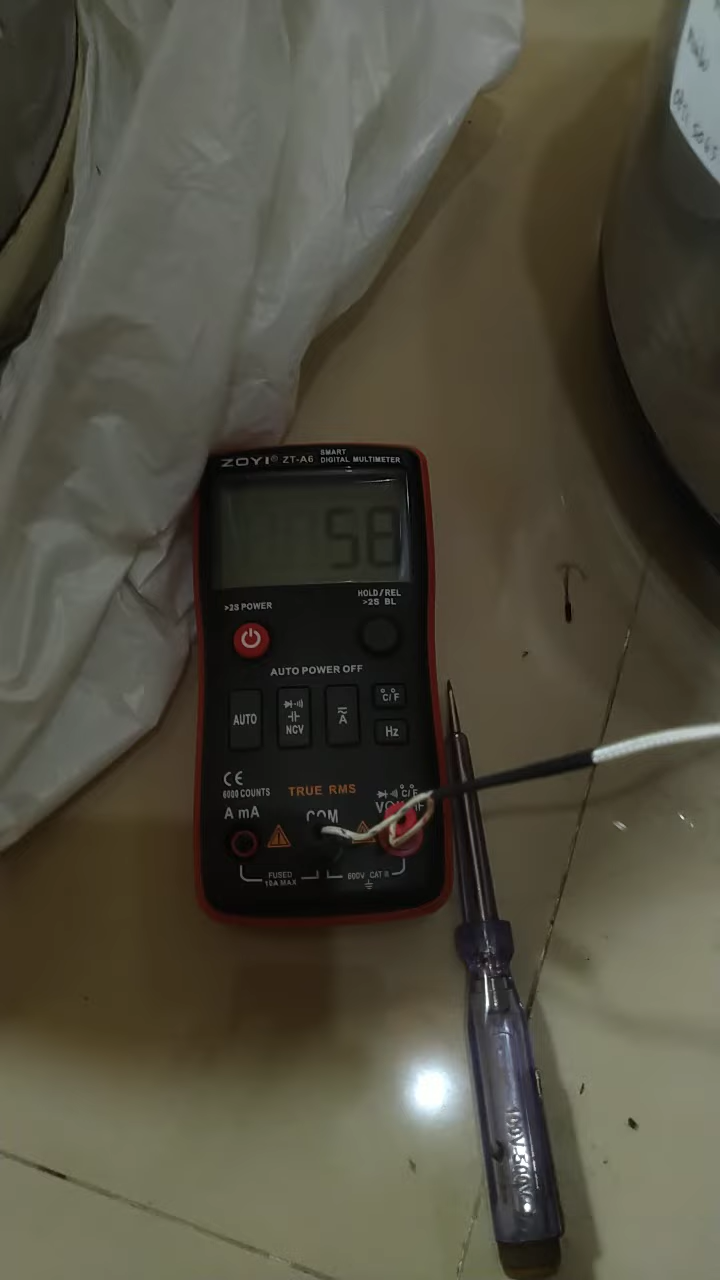 ZOYI® ZT-A6 SMART DIGITAL MULTIMETER
58
>2S POWER
HOLD/REL
>2S BL
AUTO POWER OFF
AUTO
NCV
A
°C/°F
Hz
CE
6000 COUNTS
TRUE RMS
°C/°F
A mA
COM
FUSED
10A MAX
600V CAT II
100V-500V